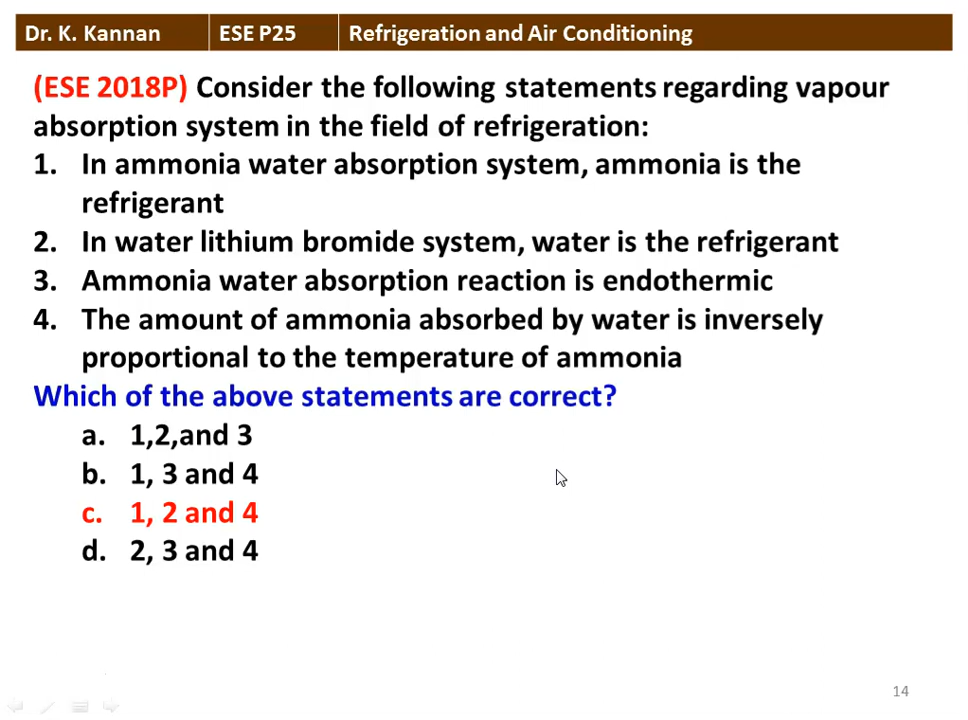 Dr. K. Kannan ESE P25 Refrigeration and Air Conditioning
(ESE 2018P) Consider the following statements regarding vapour
absorption system in the field of refrigeration:
1. In ammonia water absorption system, ammonia is the
refrigerant
2. In water lithium bromide system, water is the refrigerant
3. Ammonia water absorption reaction is endothermic
4. The amount of ammonia absorbed by water is inversely
proportional to the temperature of ammonia
Which of the above statements are correct?
a. 1,2,and 3
b. 1, 3 and 4
c. 1, 2 and 4
d. 2, 3 and 4
14